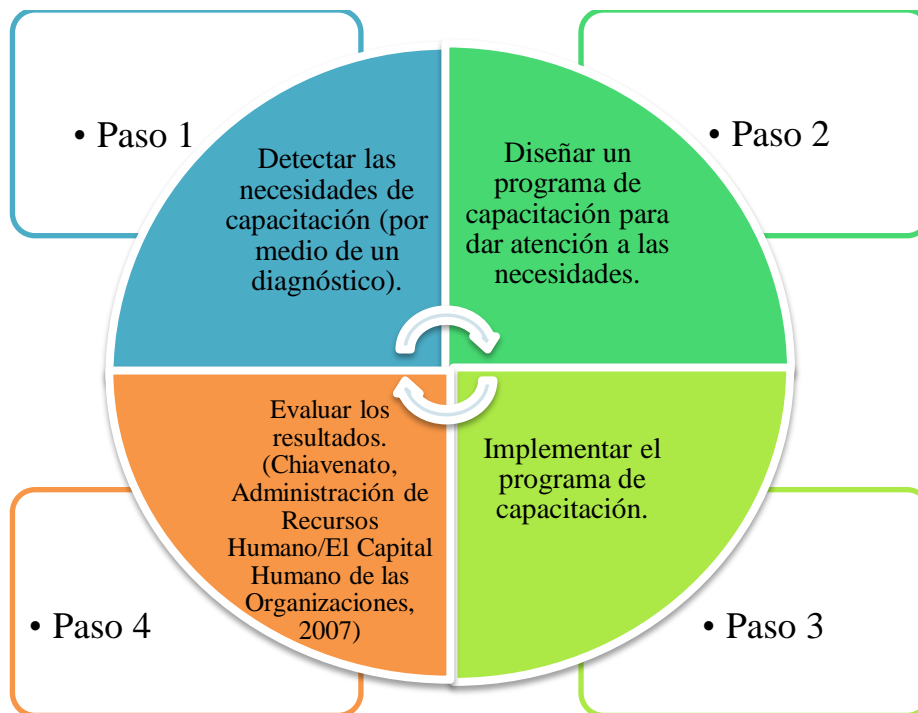 • Paso 1
Detectar las
necesidades de
capacitación (por
medio de un
diagnóstico).
• Paso 2
Diseñar un
programa de
capacitación para
dar atención a las
necesidades.
• Paso 3
Implementar el
programa de
capacitación.
• Paso 4
Evaluar los
resultados.
(Chiavenato,
Administración de
Recursos
Humano/El Capital
Humano de las
Organizaciones,
2007)